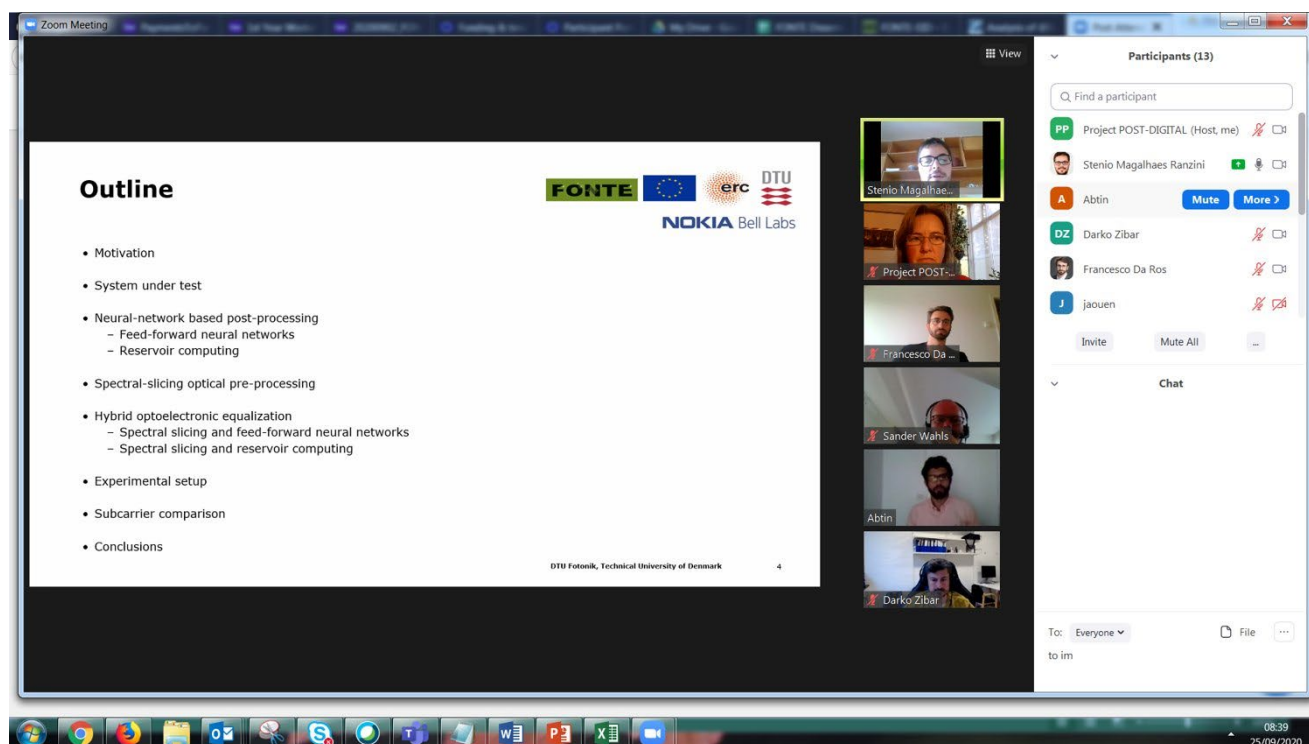 Zoom Meeting
View
Outline
FONTE
erc
DTU
NOKIA Bell Labs
• Motivation
• System under test
• Neural-network based post-processing
– Feed-forward neural networks
– Reservoir computing
• Spectral-slicing optical pre-processing
• Hybrid optoelectronic equalization
– Spectral slicing and feed-forward neural networks
– Spectral slicing and reservoir computing
• Experimental setup
• Subcarrier comparison
• Conclusions
DTU Fotonik, Technical University of Denmark 4
Stenio Magalhae...
Project POST-...
Francesco Da ...
Sander Wahls
Abtin
Darko Zibar
Participants (13)
Find a participant
PP Project POST-DIGITAL (Host, me)
Stenio Magalhaes Ranzini
A Abtin Mute More >
DZ Darko Zibar
Francesco Da Ros
J jaouen
Invite Mute All ...
Chat
To: Everyone File ...
to im
08:39
25/09/2020